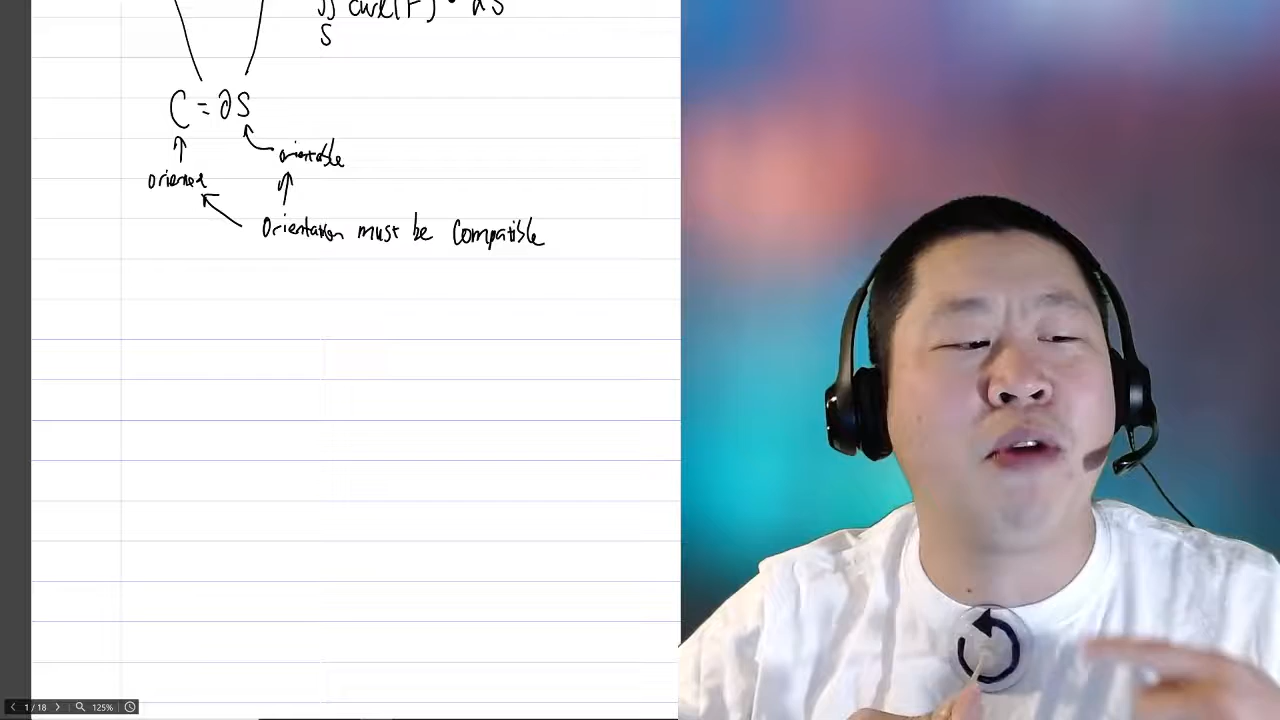 ∬ curl(F) · dS
S
C = ∂S
orientable
oriented
Orientation must be compatible
1 / 18
125%